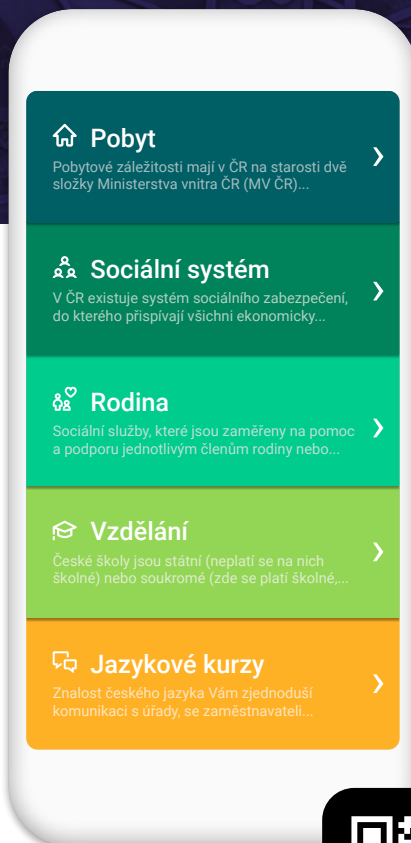 Pobyt
Pobytové záležitosti mají v ČR na starosti dvě
složky Ministerstva vnitra ČR (MV ČR)...
Sociální systém
V ČR existuje systém sociálního zabezpečení,
do kterého přispívají všichni ekonomicky...
Rodina
Sociální služby, které jsou zaměřeny na pomoc
a podporu jednotlivým členům rodiny nebo...
Vzdělání
České školy jsou státní (neplatí se na nich
školné) nebo soukromé (zde se platí školné,...
Jazykové kurzy
Znalost českého jazyka Vám zjednoduší
komunikaci s úřady, se zaměstnavateli...